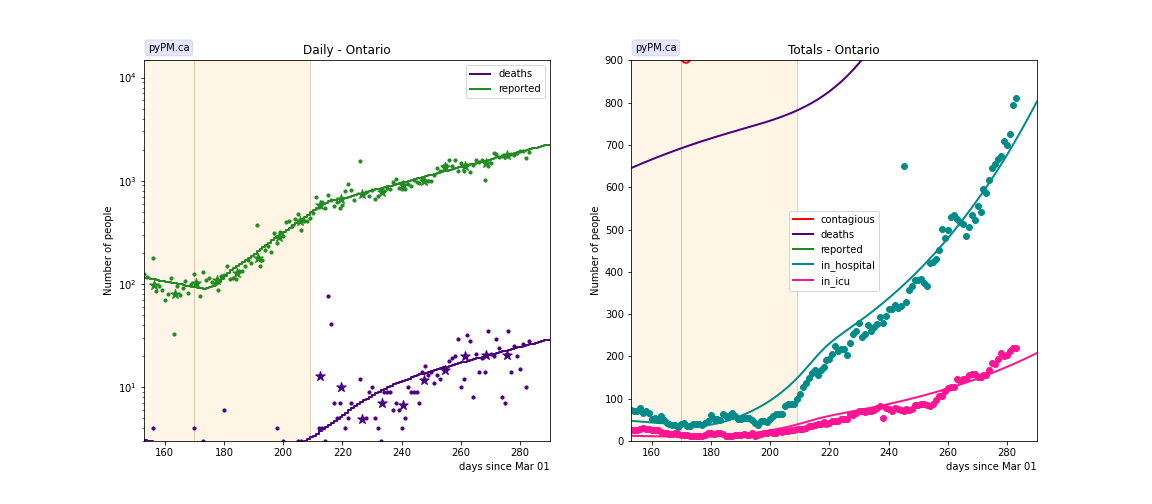 pyPM.ca
Daily - Ontario
10⁴
10³
10²
10¹
Number of people
deaths
reported
160
180
200
220
240
260
280
days since Mar 01
pyPM.ca
Totals - Ontario
900
800
700
600
500
400
300
200
100
0
Number of people
contagious
deaths
reported
in_hospital
in_icu
160
180
200
220
240
260
280
days since Mar 01